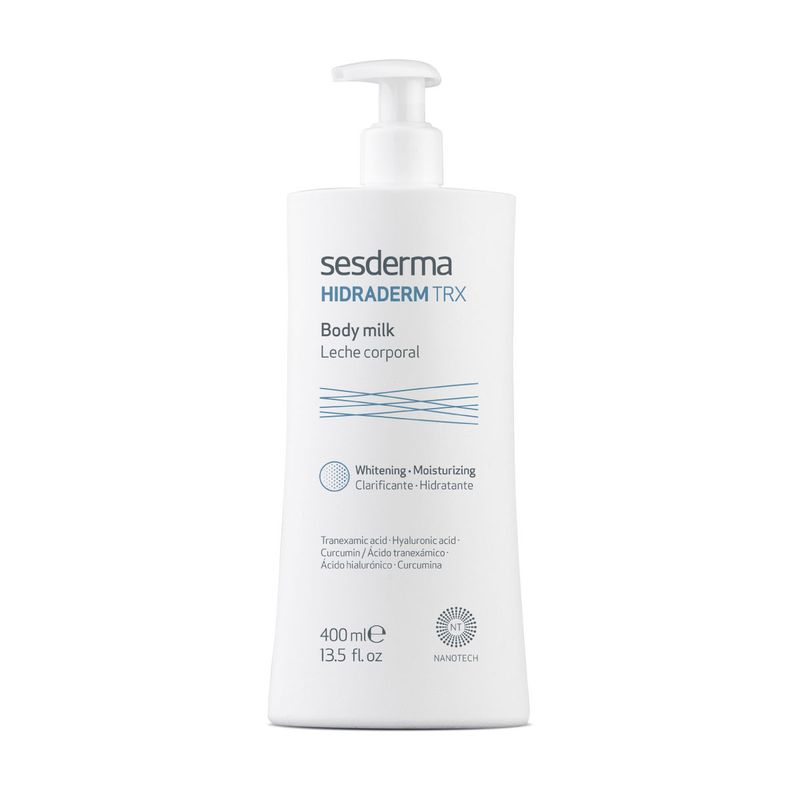 sesderma
HIDRADERM TRX
Body milk
Leche corporal
Whitening · Moisturizing
Clarificante · Hidratante
Tranexamic acid · Hyaluronic acid ·
Curcumin / Ácido tranexámico ·
Ácido hialurónico · Curcumina
400 ml ℮
13.5 fl. oz
NT
NANOTECH